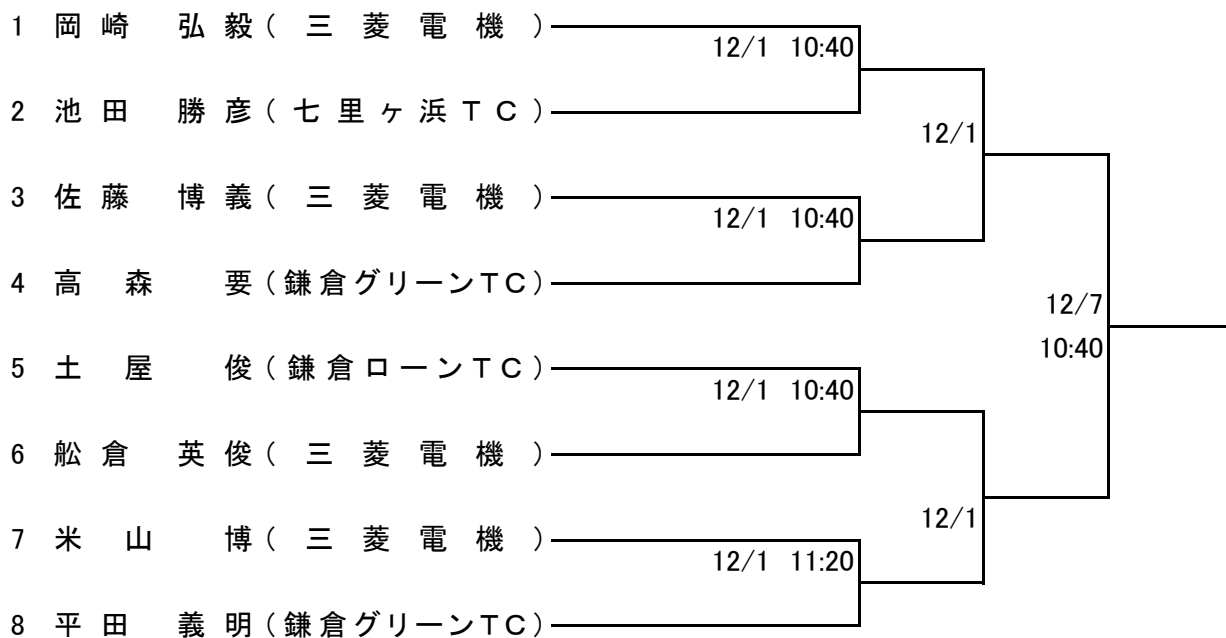 1 岡崎 弘毅(三菱電機)
12/1 10:40
2 池田 勝彦(七里ヶ浜TC)
12/1
3 佐藤 博義(三菱電機)
12/1 10:40
4 高森 要(鎌倉グリーンTC)
12/7
10:40
5 土屋 俊(鎌倉ローンTC)
12/1 10:40
6 舩倉 英俊(三菱電機)
12/1
7 米山 博(三菱電機)
12/1 11:20
8 平田 義明(鎌倉グリーンTC)